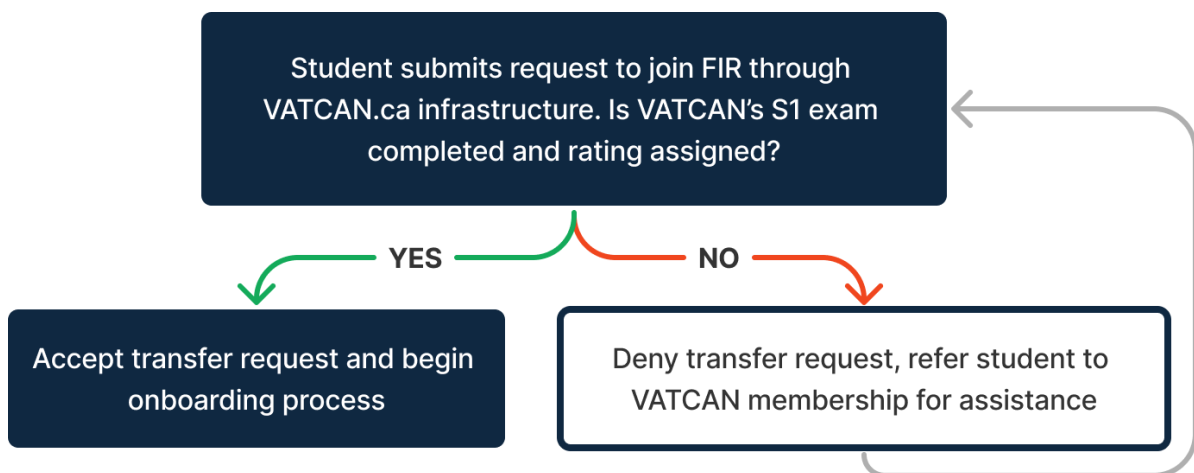 Student submits request to join FIR through
VATCAN.ca infrastructure. Is VATCAN’s S1 exam
completed and rating assigned?
YES
NO
Accept transfer request and begin
onboarding process
Deny transfer request, refer student to
VATCAN membership for assistance